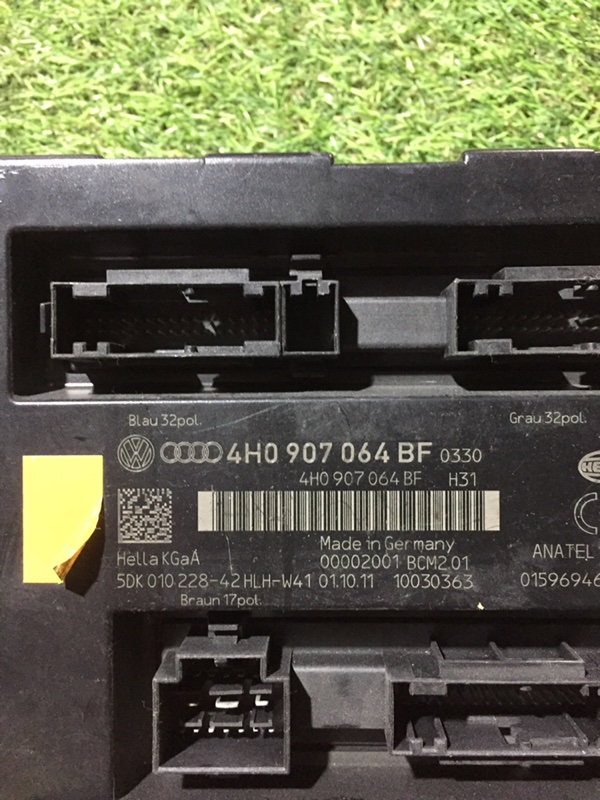 Blau 32pol.
Grau 32pol.
4H0 907 064 BF 0330
4H0 907 064 BF H31
Made in Germany
Hella KGaA
00002001 BCM2.01
ANATEL
5DK 010.228-42 HLH-W41 01.10.11 10030363
01596946
Braun 17pol.